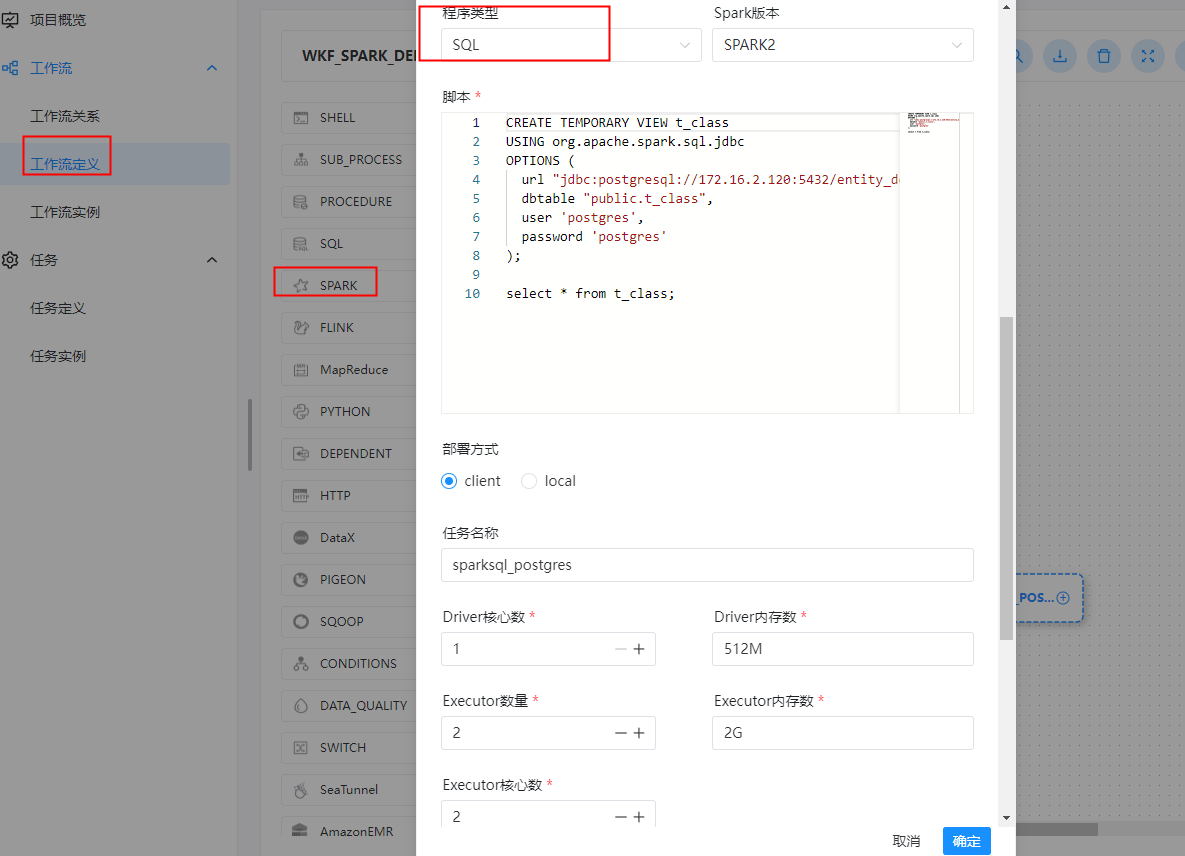 项目概览
工作流
工作流关系
工作流定义
工作流实例
任务
任务定义
任务实例
WKF_SPARK_DE
SHELL
SUB_PROCESS
PROCEDURE
SQL
SPARK
FLINK
MapReduce
PYTHON
DEPENDENT
HTTP
DataX
PIGEON
SQOOP
CONDITIONS
DATA_QUALITY
SWITCH
SeaTunnel
AmazonEMR
程序类型
Spark版本
SQL
SPARK2
脚本 *
1 CREATE TEMPORARY VIEW t_class
2 USING org.apache.spark.sql.jdbc
3 OPTIONS (
4 url "jdbc:postgresql://172.16.2.120:5432/entity_d
5 dbtable "public.t_class",
6 user 'postgres',
7 password 'postgres'
8 );
9
10 select * from t_class;
部署方式
client
local
任务名称
sparksql_postgres
Driver核心数 *
Driver内存数 *
1
512M
Executor数量 *
Executor内存数 *
2
2G
Executor核心数 *
2
取消
确定
_POS...